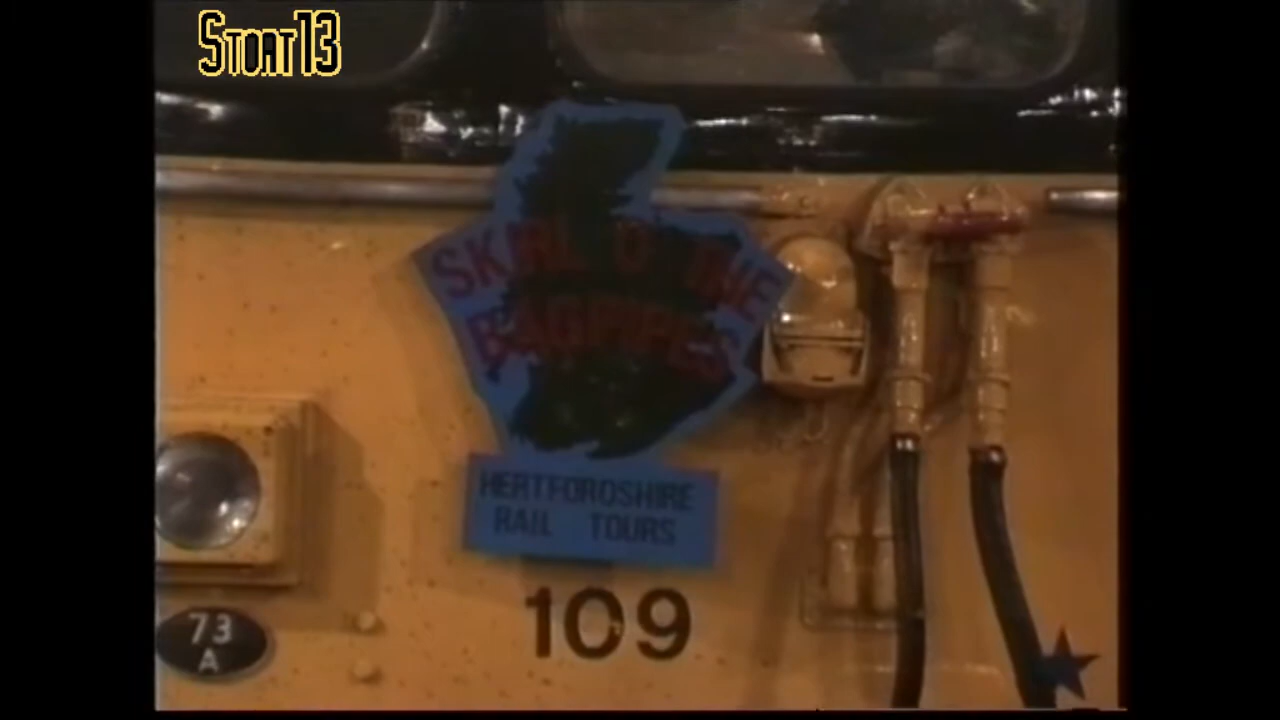 STORT13
SKIRL O' THE
BAGPIPES
HERTFORDSHIRE
RAIL TOURS
109
73
A